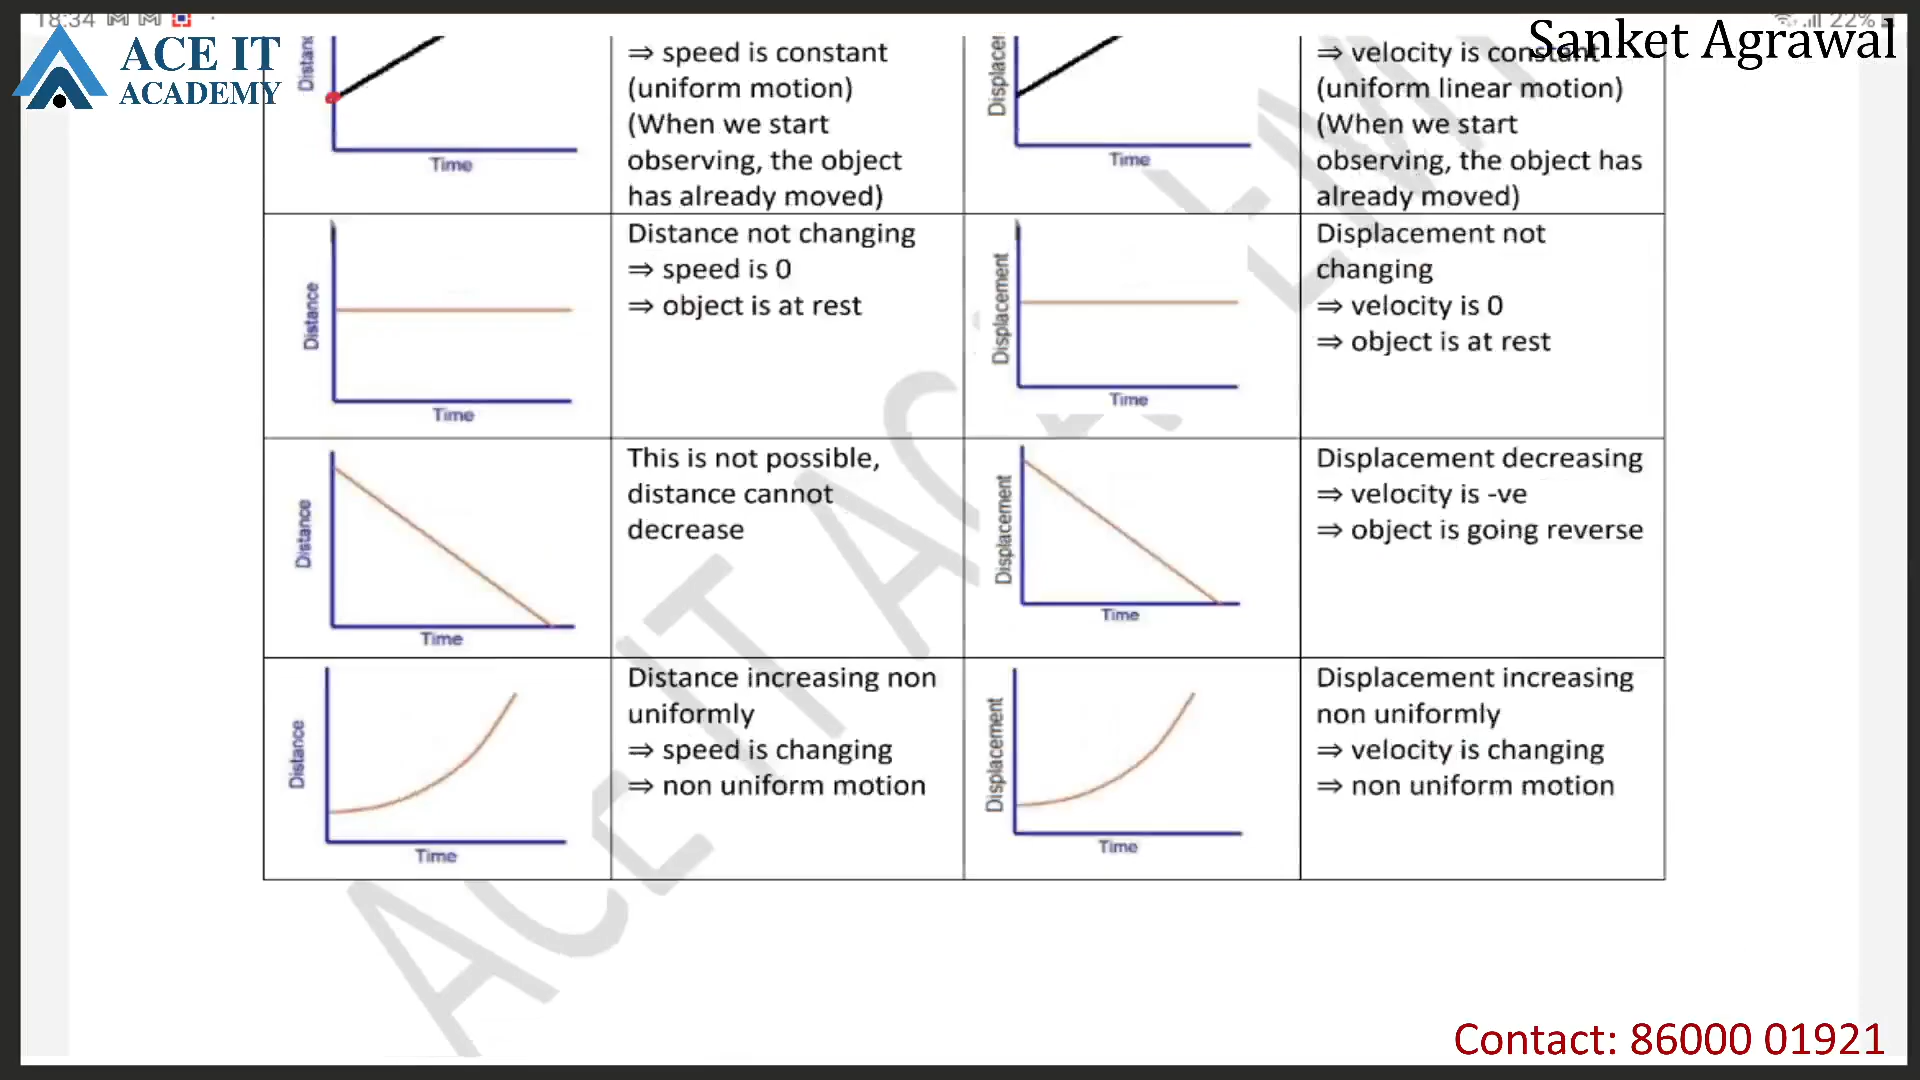 18:34
22%
ACE IT
ACADEMY
Sanket Agrawal
Time
⇒ speed is constant
(uniform motion)
(When we start
observing, the object
has already moved)
Time
⇒ velocity is constant
(uniform linear motion)
(When we start
observing, the object has
already moved)
Distance
Time
Distance not changing
⇒ speed is 0
⇒ object is at rest
Displacement
Time
Displacement not
changing
⇒ velocity is 0
⇒ object is at rest
Distance
Time
This is not possible,
distance cannot
decrease
Displacement
Time
Displacement decreasing
⇒ velocity is -ve
⇒ object is going reverse
Distance
Time
Distance increasing non
uniformly
⇒ speed is changing
⇒ non uniform motion
Displacement
Time
Displacement increasing
non uniformly
⇒ velocity is changing
⇒ non uniform motion
Contact: 86000 01921